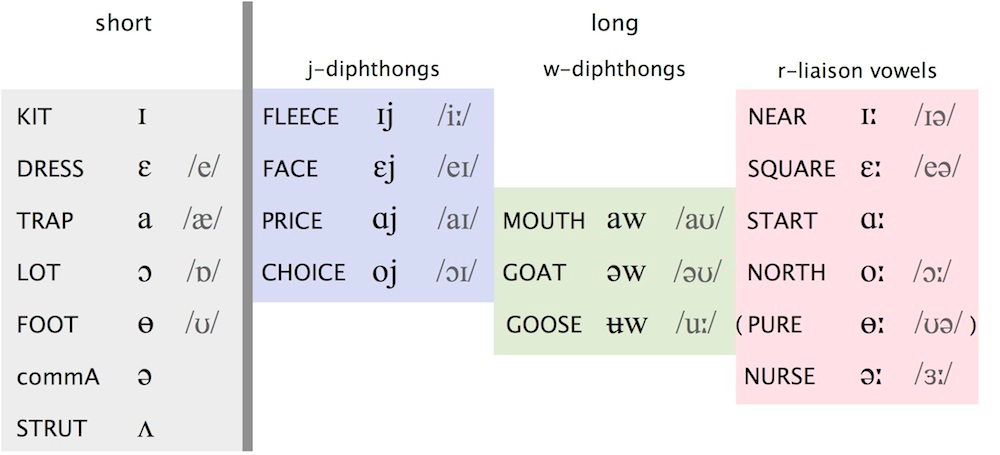 short long
j-diphthongs w-diphthongs r-liaison vowels
KIT ɪ FLEECE ɪj /iː/ NEAR ɪː /ɪə/
DRESS ɛ /e/ FACE ɛj /eɪ/ SQUARE ɛː /eə/
TRAP a /æ/ PRICE ɑj /aɪ/ MOUTH aw /aʊ/ START ɑː
LOT ɔ /ɒ/ CHOICE oj /ɔɪ/ GOAT əw /əʊ/ NORTH oː /ɔː/
FOOT ɵ /ʊ/ GOOSE ʉw /uː/ (PURE ɵː /ʊə/ )
commA ə NURSE əː /ɜː/
STRUT ʌ